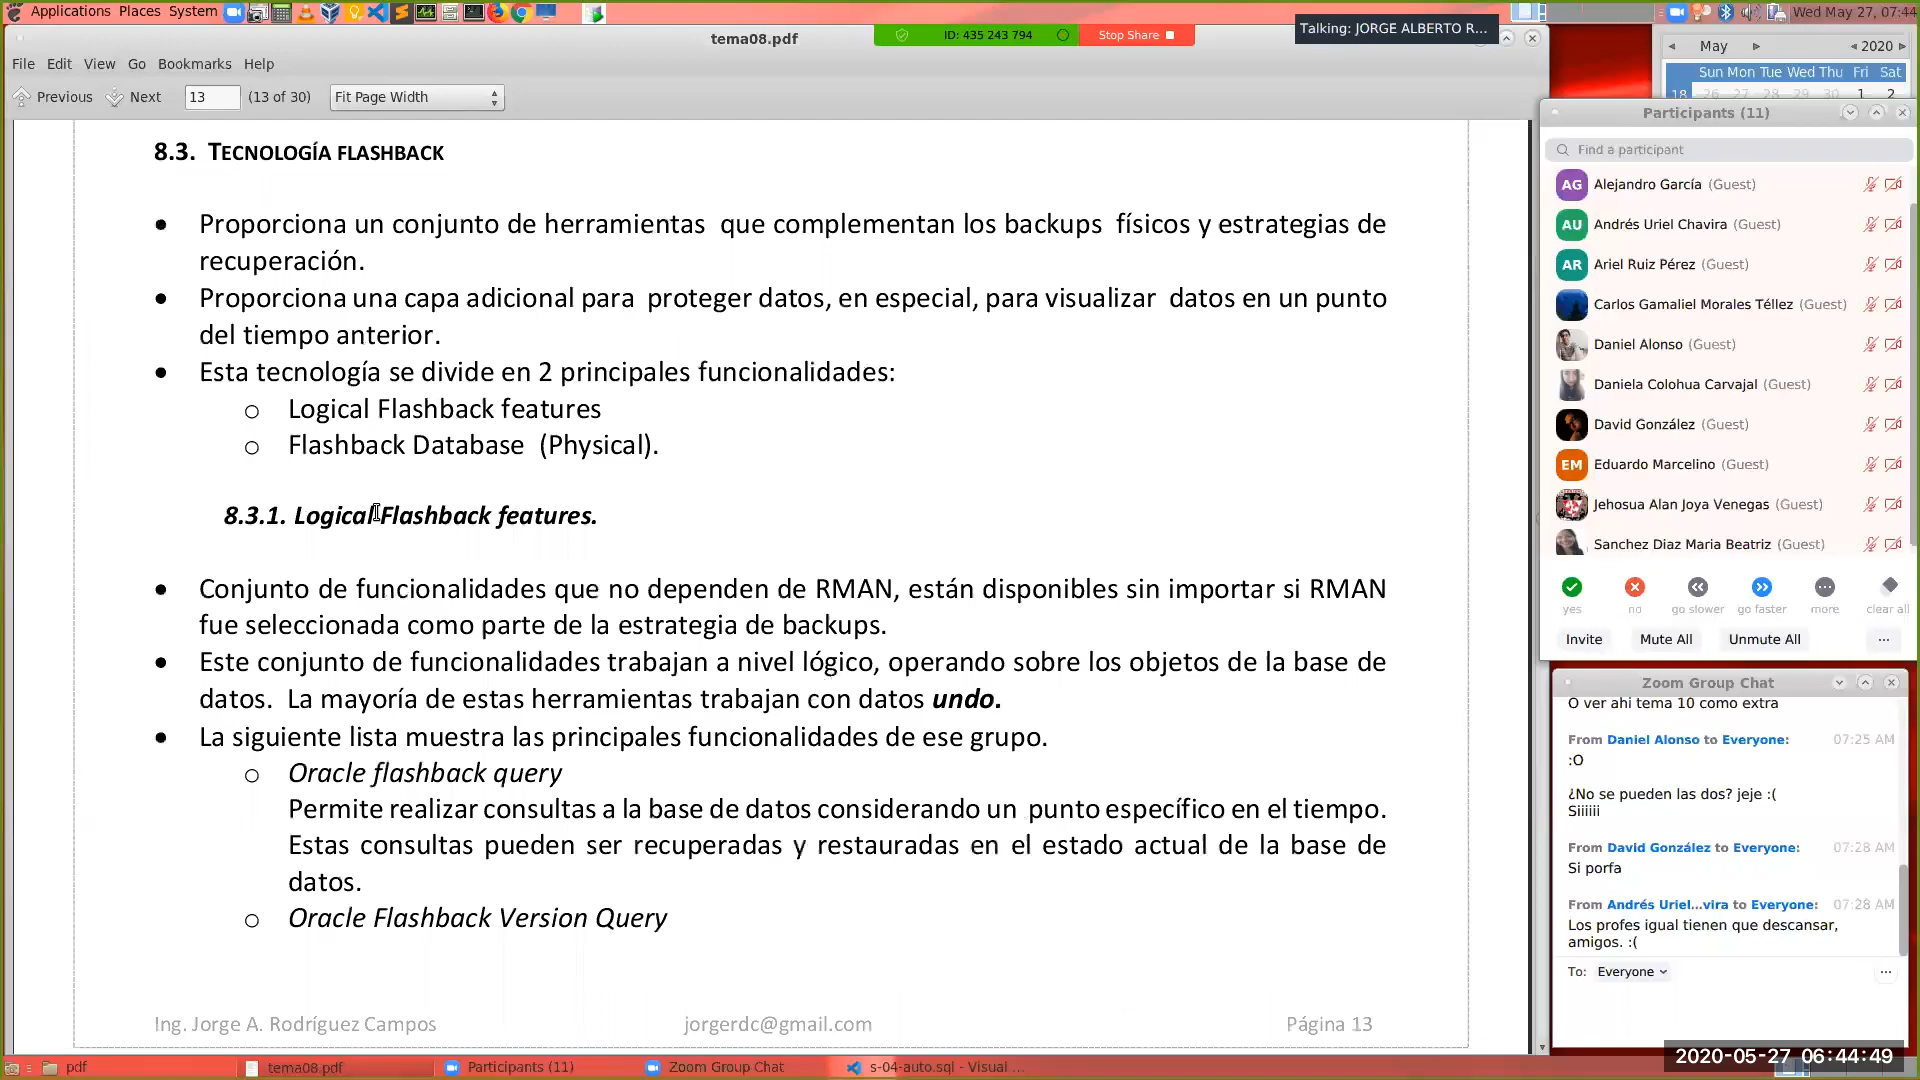 Applications Places System
Wed May 27, 07:44
tema08.pdf
ID: 435 243 794
Stop Share
Talking: JORGE ALBERTO R...
File Edit View Go Bookmarks Help
Previous Next 13 (13 of 30) Fit Page Width
8.3. TECNOLOGÍA FLASHBACK
• Proporciona un conjunto de herramientas que complementan los backups físicos y estrategias de
recuperación.
• Proporciona una capa adicional para proteger datos, en especial, para visualizar datos en un punto
del tiempo anterior.
• Esta tecnología se divide en 2 principales funcionalidades:
o Logical Flashback features
o Flashback Database (Physical).
8.3.1. Logical Flashback features.
• Conjunto de funcionalidades que no dependen de RMAN, están disponibles sin importar si RMAN
fue seleccionada como parte de la estrategia de backups.
• Este conjunto de funcionalidades trabajan a nivel lógico, operando sobre los objetos de la base de
datos. La mayoría de estas herramientas trabajan con datos undo.
• La siguiente lista muestra las principales funcionalidades de ese grupo.
o Oracle flashback query
Permite realizar consultas a la base de datos considerando un punto específico en el tiempo.
Estas consultas pueden ser recuperadas y restauradas en el estado actual de la base de
datos.
o Oracle Flashback Version Query
Ing. Jorge A. Rodríguez Campos jorgerdc@gmail.com Página 13
May 2020
Sun Mon Tue Wed Thu Fri Sat
18 26 27 28 29 30 1 2
Participants (11)
Find a participant
AG Alejandro García (Guest)
AU Andrés Uriel Chavira (Guest)
AR Ariel Ruiz Pérez (Guest)
Carlos Gamaliel Morales Téllez (Guest)
Daniel Alonso (Guest)
Daniela Colohua Carvajal (Guest)
David González (Guest)
EM Eduardo Marcelino (Guest)
Jehosua Alan Joya Venegas (Guest)
Sanchez Diaz Maria Beatriz (Guest)
yes no go slower go faster more clear all
Invite Mute All Unmute All ...
Zoom Group Chat
O ver ahi tema 10 como extra
From Daniel Alonso to Everyone: 07:25 AM
:O
¿No se pueden las dos? jeje :(
Siiiiii
From David González to Everyone: 07:28 AM
Si porfa
From Andrés Uriel...vira to Everyone: 07:28 AM
Los profes igual tienen que descansar,
amigos. :(
To: Everyone ...
2020-05-27 06:44:49
pdf tema08.pdf Participants (11) Zoom Group Chat s-04-auto.sql - Visual ...